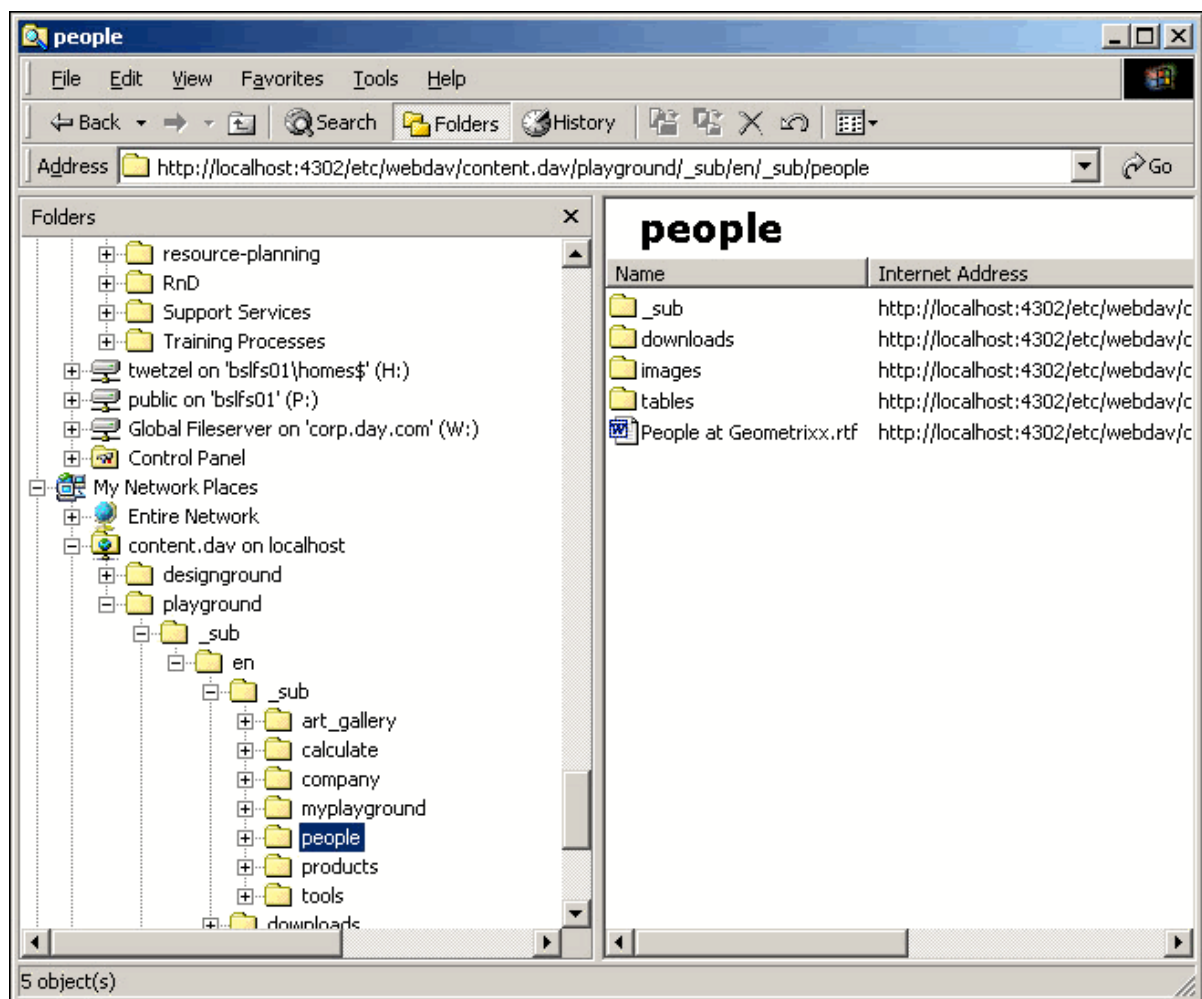 people
File Edit View Favorites Tools Help
Back Search Folders History
Address http://localhost:4302/etc/webdav/content.dav/playground/_sub/en/_sub/people Go
Folders
resource-planning
RnD
Support Services
Training Processes
twetzel on 'bslfs01\homes$' (H:)
public on 'bslfs01' (P:)
Global Fileserver on 'corp.day.com' (W:)
Control Panel
My Network Places
Entire Network
content.dav on localhost
designground
playground
_sub
en
_sub
art_gallery
calculate
company
myplayground
people
products
tools
downloads
people
Name Internet Address
_sub http://localhost:4302/etc/webdav/c
downloads http://localhost:4302/etc/webdav/c
images http://localhost:4302/etc/webdav/c
tables http://localhost:4302/etc/webdav/c
People at Geometrixx.rtf http://localhost:4302/etc/webdav/c
5 object(s)